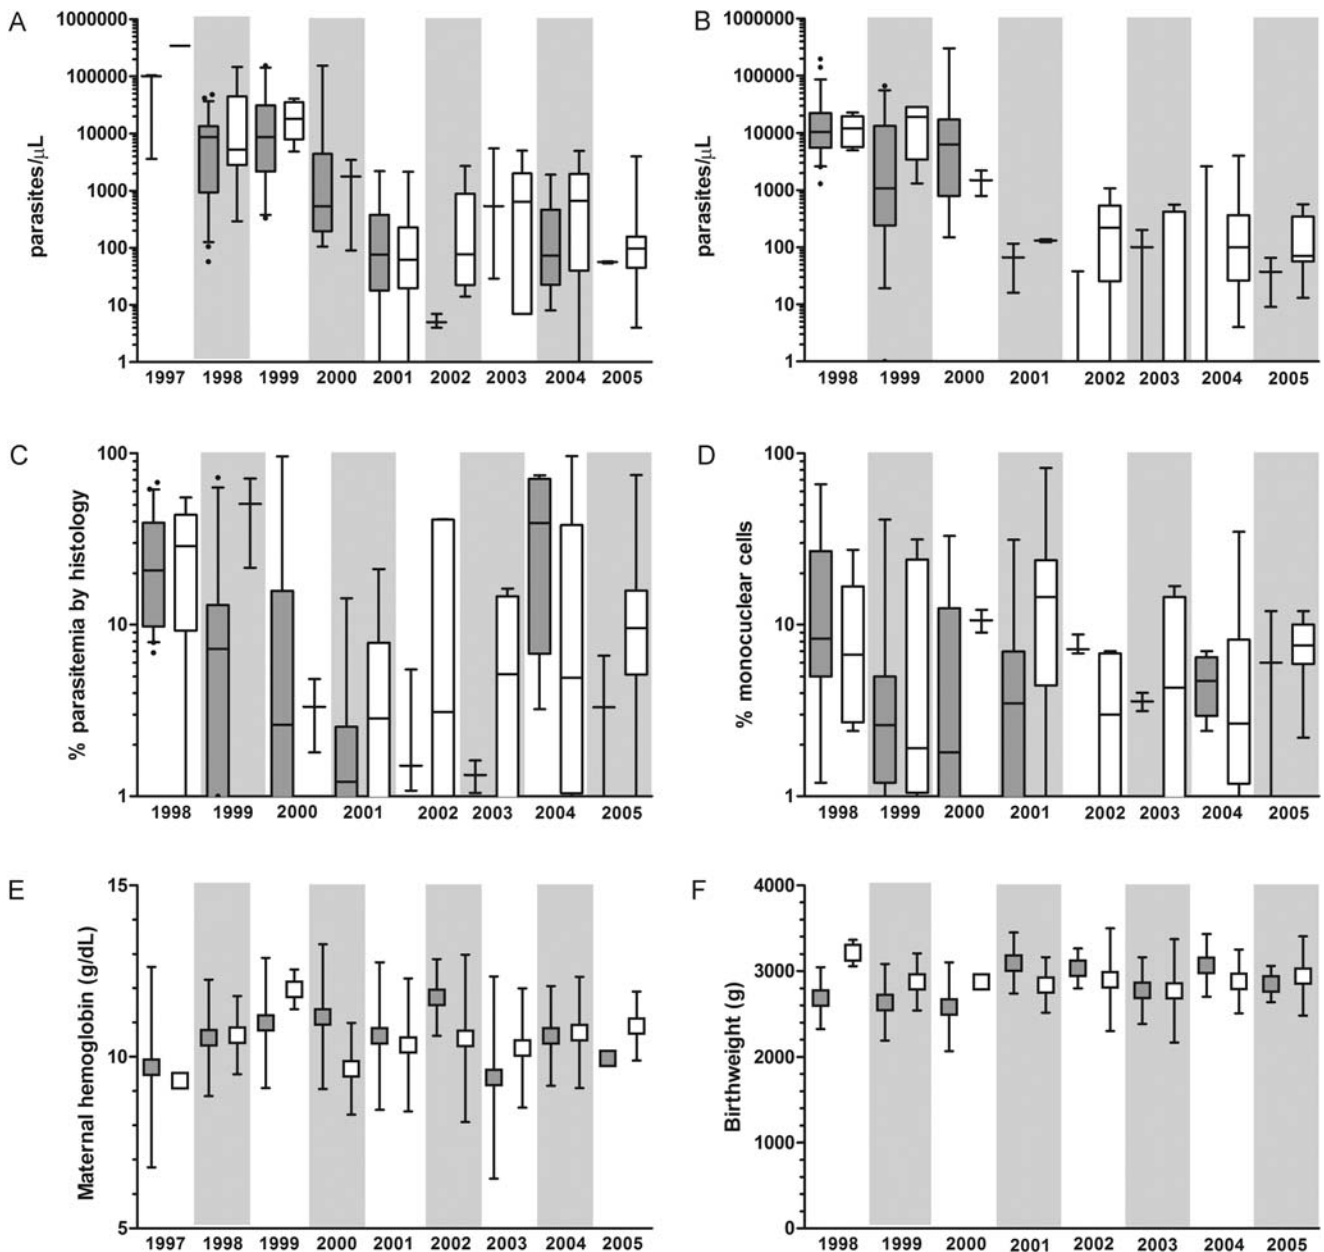 A
parasites/µL
1000000
100000
10000
1000
100
10
1
1997 1998 1999 2000 2001 2002 2003 2004 2005
B
parasites/µL
1000000
100000
10000
1000
100
10
1
1998 1999 2000 2001 2002 2003 2004 2005
C
% parasitemia by histology
100
10
1
1998 1999 2000 2001 2002 2003 2004 2005
D
% monocuclear cells
100
10
1
1998 1999 2000 2001 2002 2003 2004 2005
E
Maternal hemoglobin (g/dL)
15
10
5
1997 1998 1999 2000 2001 2002 2003 2004 2005
F
Birthweight (g)
4000
3000
2000
1000
0
1998 1999 2000 2001 2002 2003 2004 2005